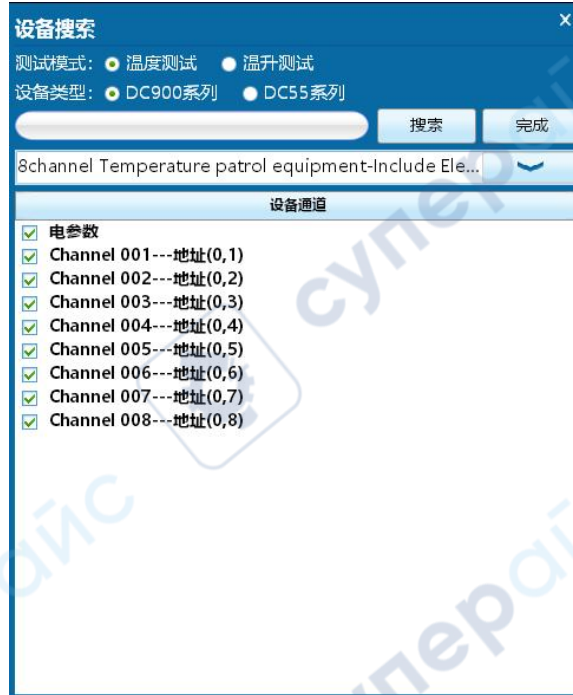 设备搜索
×
测试模式： 温度测试 温升测试
设备类型： DC900系列 DC55系列
搜索 完成
8channel Temperature patrol equipment-Include Ele...
设备通道
电参数
Channel 001---地址(0,1)
Channel 002---地址(0,2)
Channel 003---地址(0,3)
Channel 004---地址(0,4)
Channel 005---地址(0,5)
Channel 006---地址(0,6)
Channel 007---地址(0,7)
Channel 008---地址(0,8)